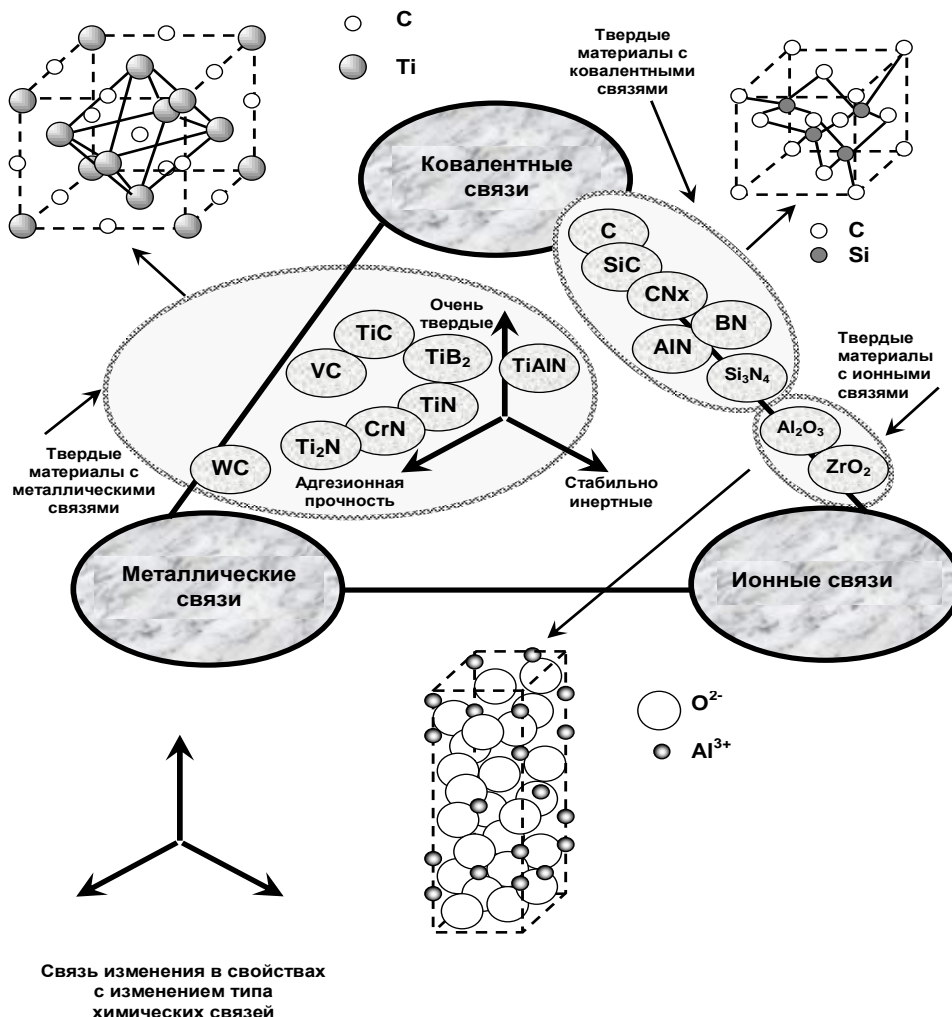 C
Ti
Твердые
материалы с
ковалентными
связями
Ковалентные
связи
C
Si
C
SiC
CNx
BN
AlN
Si₃N₄
Очень
твердые
TiC
TiB₂
TiAlN
VC
TiN
CrN
Ti₂N
WC
Твердые
материалы
с ионными
связями
Al₂O₃
ZrO₂
Твердые
материалы с
металлическими
связями
Адгезионная
прочность
Стабильно
инертные
Металлические
связи
Ионные связи
O²⁻
Al³⁺
Связь изменения в свойствах
с изменением типа
химических связей